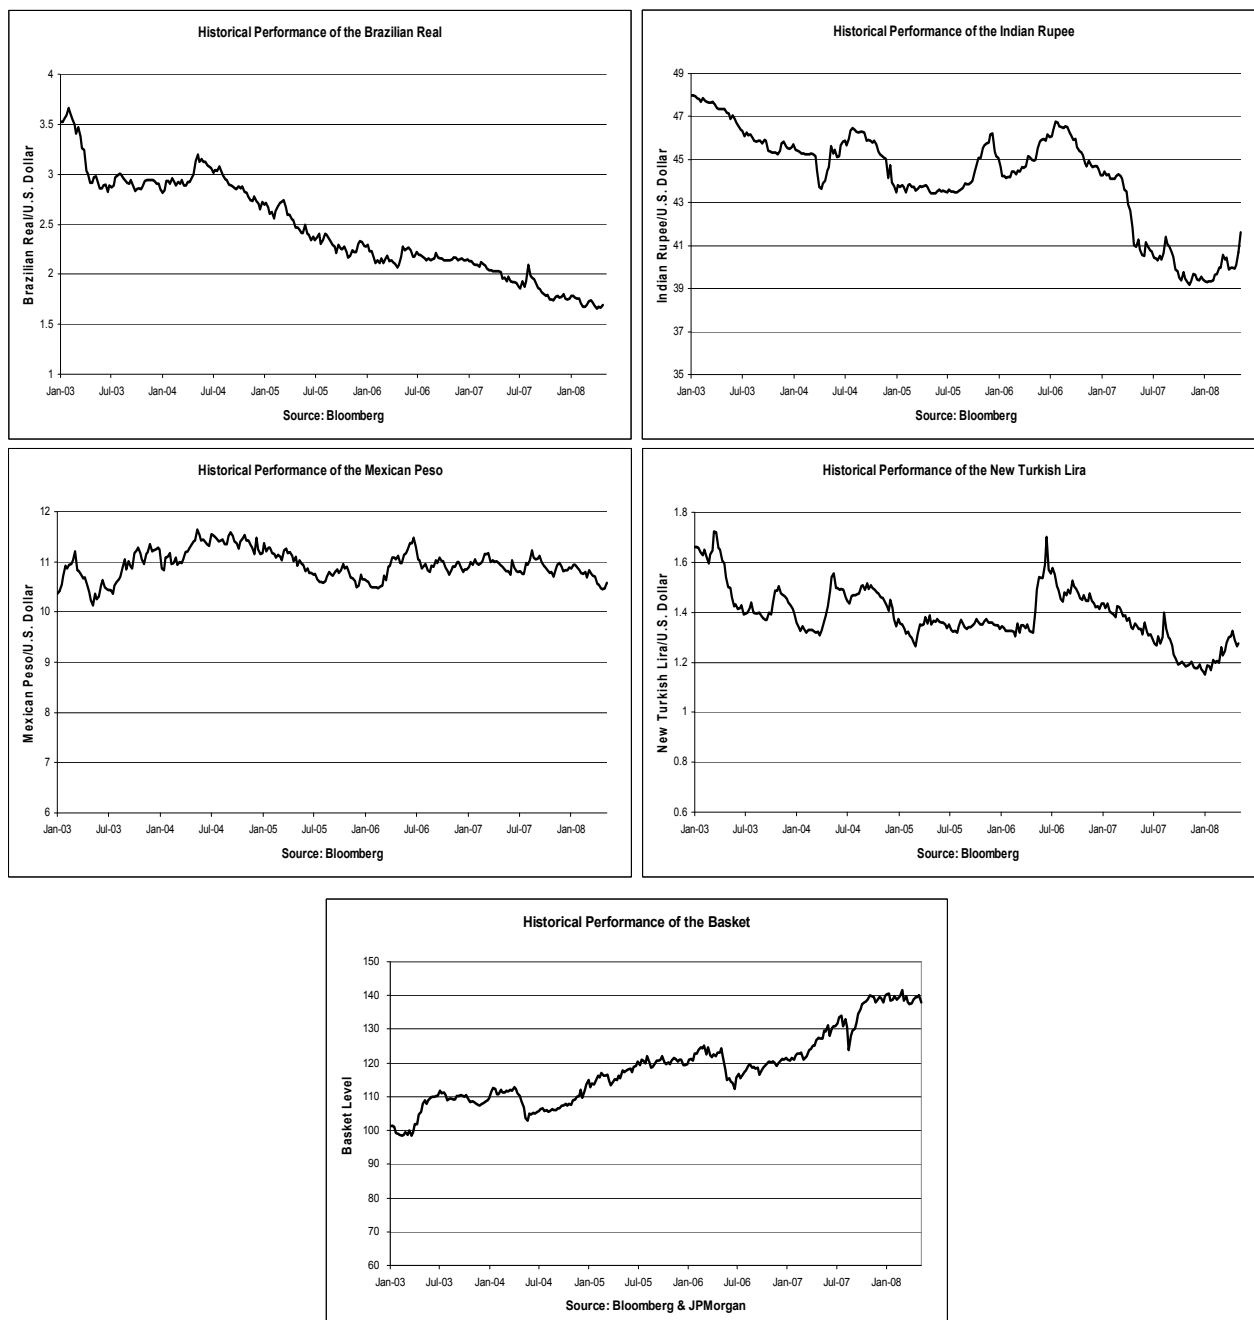 Historical Performance of the Brazilian Real
Brazilian Real/U.S. Dollar
4
3.5
3
2.5
2
1.5
1
Jan-03 Jul-03 Jan-04 Jul-04 Jan-05 Jul-05 Jan-06 Jul-06 Jan-07 Jul-07 Jan-08
Source: Bloomberg
Historical Performance of the Indian Rupee
Indian Rupee/U.S. Dollar
49
47
45
43
41
39
37
35
Jan-03 Jul-03 Jan-04 Jul-04 Jan-05 Jul-05 Jan-06 Jul-06 Jan-07 Jul-07 Jan-08
Source: Bloomberg
Historical Performance of the Mexican Peso
Mexican Peso/U.S. Dollar
12
11
10
9
8
7
6
Jan-03 Jul-03 Jan-04 Jul-04 Jan-05 Jul-05 Jan-06 Jul-06 Jan-07 Jul-07 Jan-08
Source: Bloomberg
Historical Performance of the New Turkish Lira
New Turkish Lira/U.S. Dollar
1.8
1.6
1.4
1.2
1
0.8
0.6
Jan-03 Jul-03 Jan-04 Jul-04 Jan-05 Jul-05 Jan-06 Jul-06 Jan-07 Jul-07 Jan-08
Source: Bloomberg
Historical Performance of the Basket
Basket Level
150
140
130
120
110
100
90
80
70
60
Jan-03 Jul-03 Jan-04 Jul-04 Jan-05 Jul-05 Jan-06 Jul-06 Jan-07 Jul-07 Jan-08
Source: Bloomberg & JPMorgan